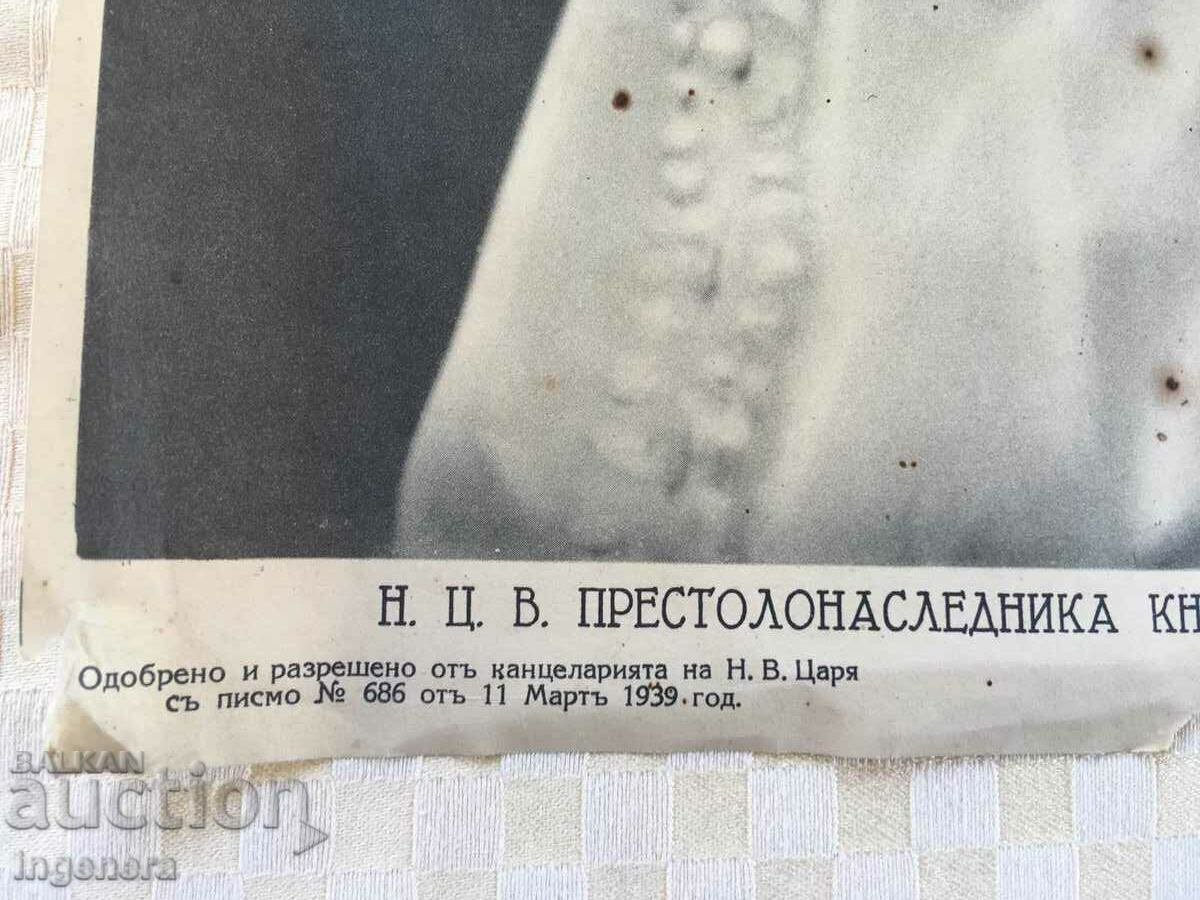 Н. Ц. В. ПРЕСТОЛОНАСЛЕДНИКА КН
Одобрено и разрешено отъ канцеларията на Н. В. Царя
съ писмо № 686 отъ 11 Мартъ 1939 год.
BALKAN
auction
ingenera